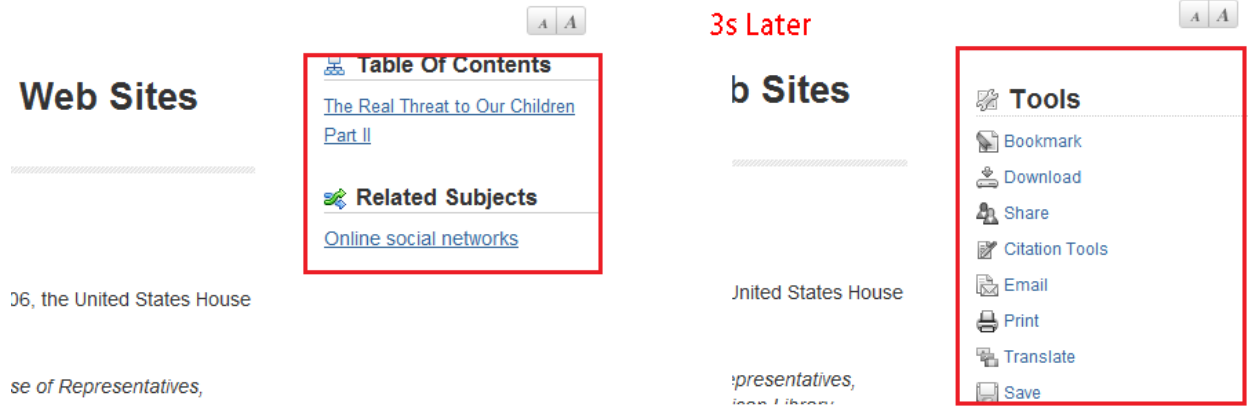 A A
Table Of Contents
Web Sites
The Real Threat to Our Children
Part II
Related Subjects
Online social networks
06, the United States House
se of Representatives,
3s Later
A A
b Sites
Tools
Bookmark
Download
Share
Citation Tools
United States House
Email
Print
Translate
epresentatives,
Save